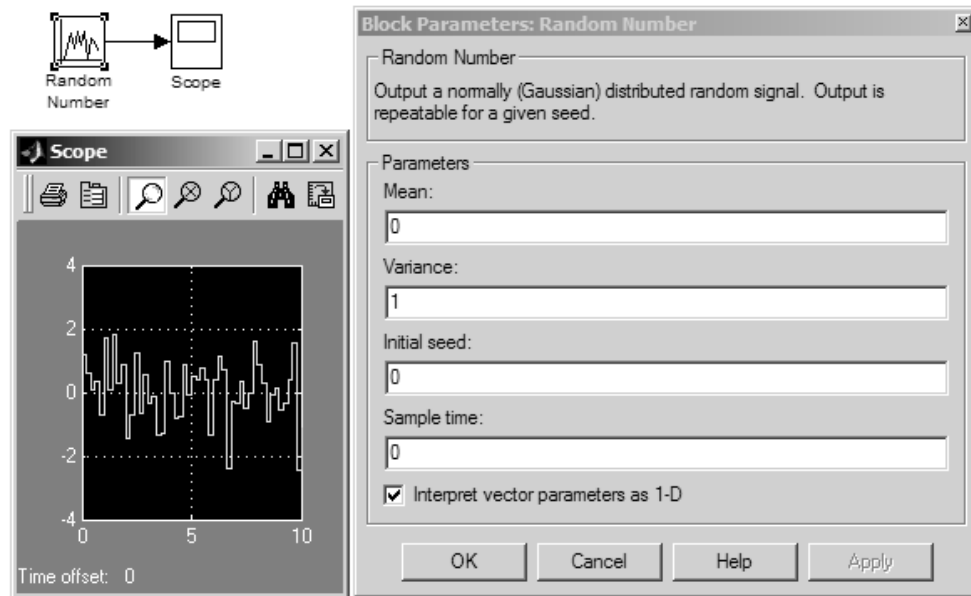 Random
Number
Scope
Scope
4
2
0
-2
-4
0
5
10
Time offset: 0
Block Parameters: Random Number
Random Number
Output a normally (Gaussian) distributed random signal. Output is
repeatable for a given seed.
Parameters
Mean:
0
Variance:
1
Initial seed:
0
Sample time:
0
Interpret vector parameters as 1-D
OK
Cancel
Help
Apply